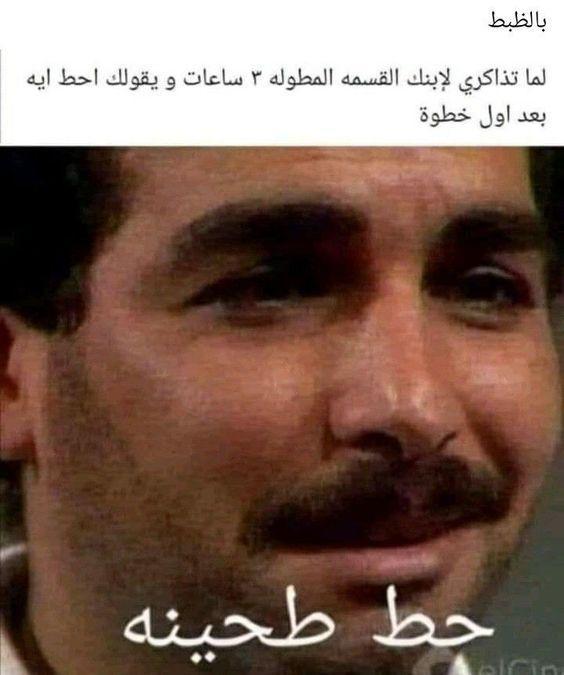 بالظبط
لما تذاكري لإبنك القسمه المطوله ٣ ساعات و يقولك احط ايه
بعد اول خطوة
حط طحينه
elCin